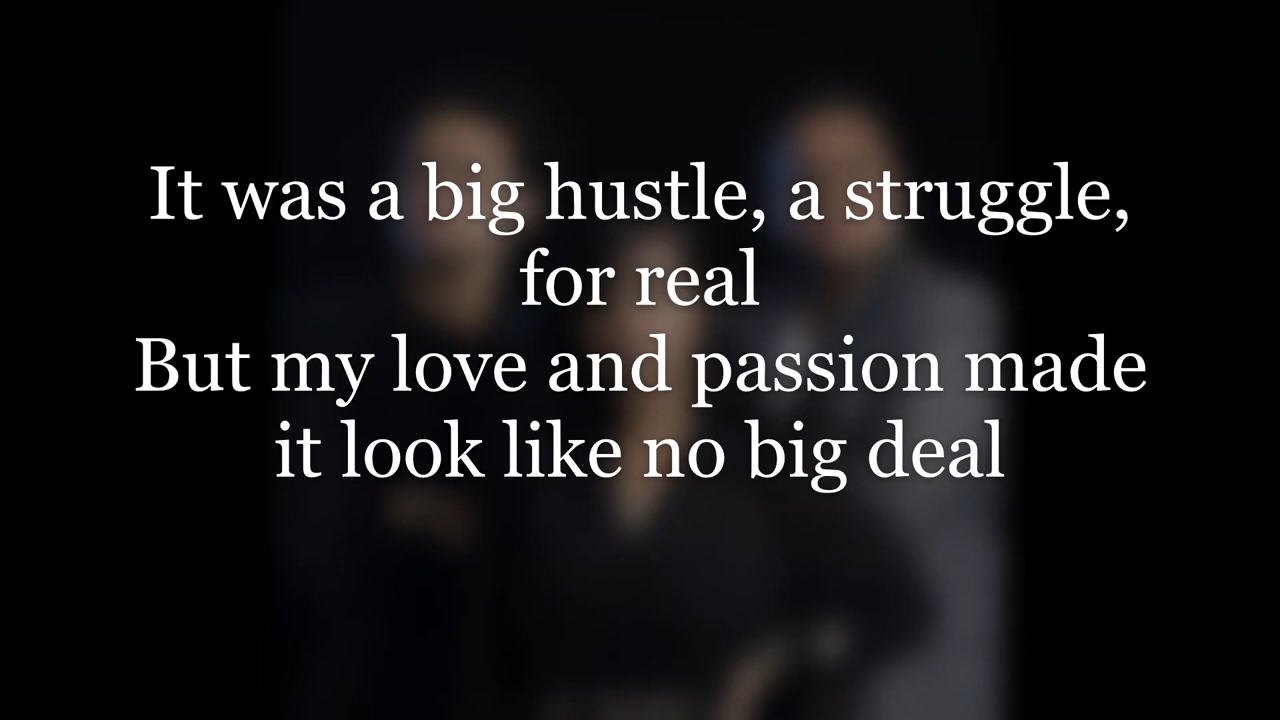 It was a big hustle, a struggle,
for real
But my love and passion made
it look like no big deal